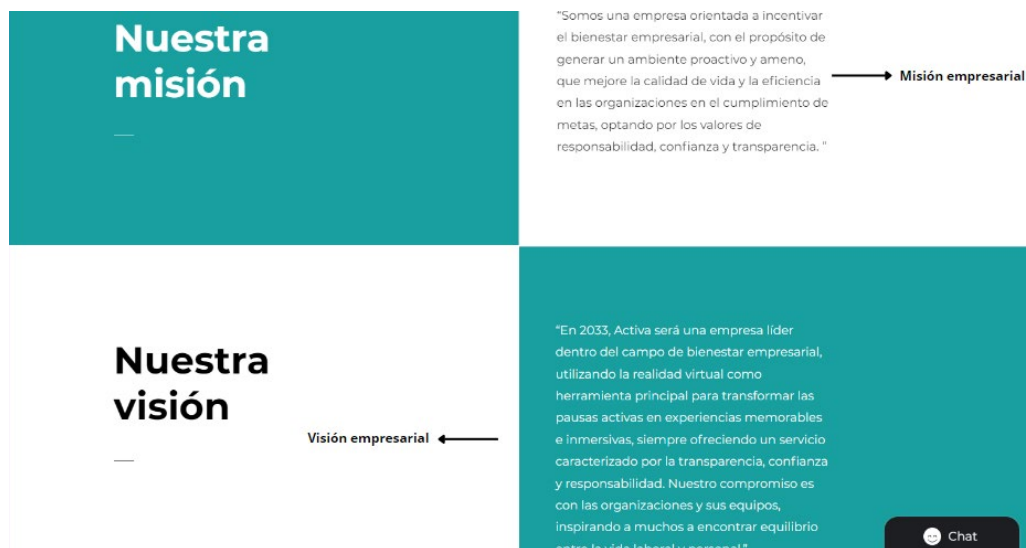 Nuestra
misión
“Somos una empresa orientada a incentivar
el bienestar empresarial, con el propósito de
generar un ambiente proactivo y ameno,
que mejore la calidad de vida y la eficiencia
en las organizaciones en el cumplimiento de
metas, optando por los valores de
responsabilidad, confianza y transparencia. ”
Misión empresarial
Nuestra
visión
Visión empresarial
“En 2033, Activa será una empresa líder
dentro del campo de bienestar empresarial,
utilizando la realidad virtual como
herramienta principal para transformar las
pausas activas en experiencias memorables
e inmersivas, siempre ofreciendo un servicio
caracterizado por la transparencia, confianza
y responsabilidad. Nuestro compromiso es
con las organizaciones y sus equipos,
inspirando a muchos a encontrar equilibrio
entre la vida laboral y personal.”
Chat